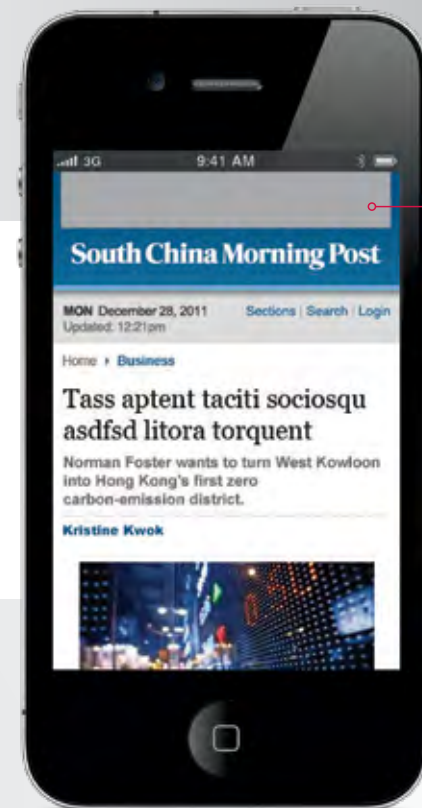 3G 9:41 AM
South China Morning Post
MON December 28, 2011 Sections | Search | Login
Updated: 12:21pm
Home › Business
Tass aptent taciti sociosqu
asdfsd litora torquent
Norman Foster wants to turn West Kowloon
into Hong Kong's first zero
carbon-emission district.
Kristine Kwok